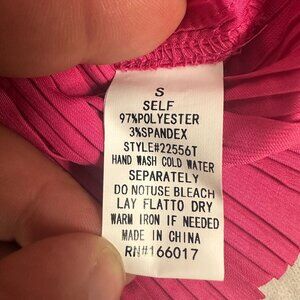 S
SELF
97%POLYESTER
3%SPANDEX
STYLE#22556T
HAND WASH COLD WATER
SEPARATELY
DO NOTUSE BLEACH
LAY FLATTO DRY
WARM IRON IF NEEDED
MADE IN CHINA
RN#166017